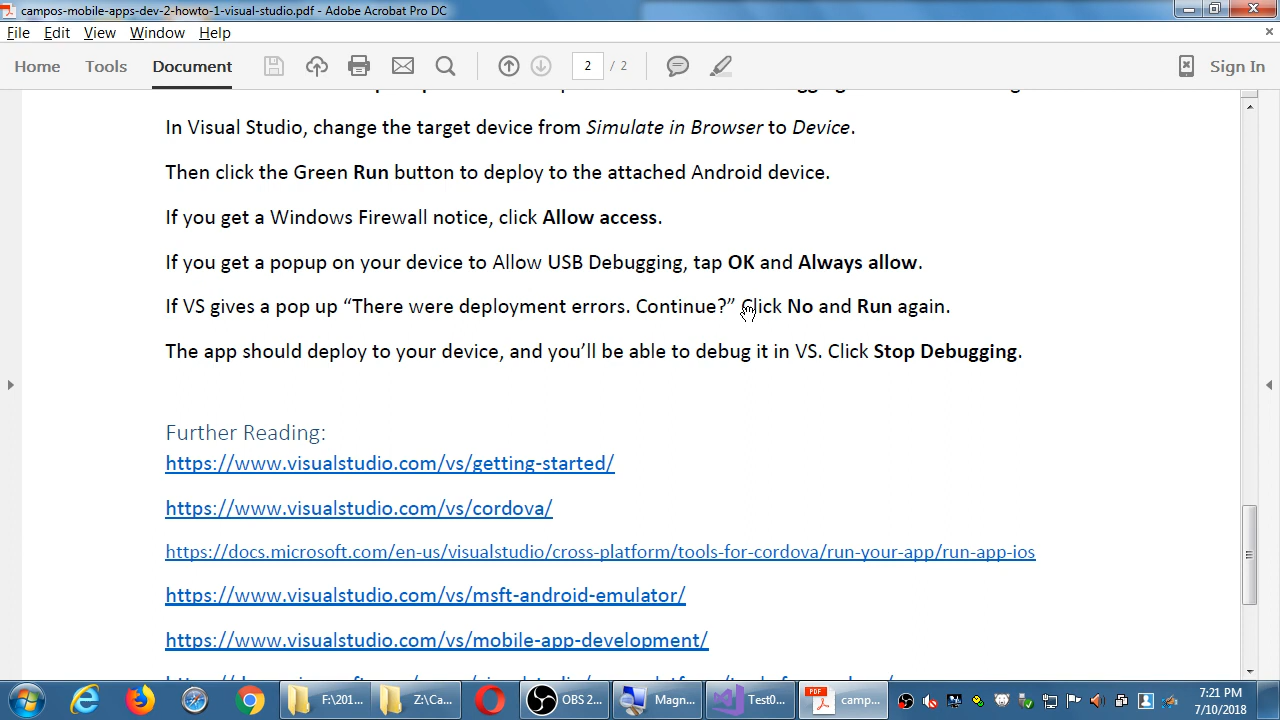 campos-mobile-apps-dev-2-howto-1-visual-studio.pdf - Adobe Acrobat Pro DC
File Edit View Window Help
Home Tools Document 2 / 2 Sign In
In Visual Studio, change the target device from Simulate in Browser to Device.
Then click the Green Run button to deploy to the attached Android device.
If you get a Windows Firewall notice, click Allow access.
If you get a popup on your device to Allow USB Debugging, tap OK and Always allow.
If VS gives a pop up “There were deployment errors. Continue?” Click No and Run again.
The app should deploy to your device, and you’ll be able to debug it in VS. Click Stop Debugging.
Further Reading:
https://www.visualstudio.com/vs/getting-started/
https://www.visualstudio.com/vs/cordova/
https://docs.microsoft.com/en-us/visualstudio/cross-platform/tools-for-cordova/run-your-app/run-app-ios
https://www.visualstudio.com/vs/msft-android-emulator/
https://www.visualstudio.com/vs/mobile-app-development/
F:\201... Z:\Ca... OBS 2... Magn... Test0... camp... 7:21 PM
7/10/2018